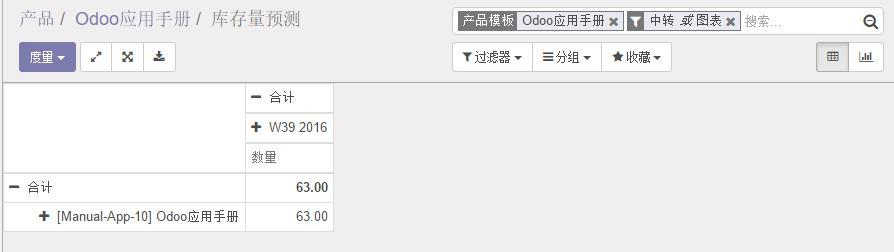 产品 / Odoo应用手册 / 库存量预测
产品模板 Odoo应用手册 中转 或 图表 搜索...
度量 过滤器 分组 收藏
合计
W39 2016
数量
合计 63.00
[Manual-App-10] Odoo应用手册 63.00